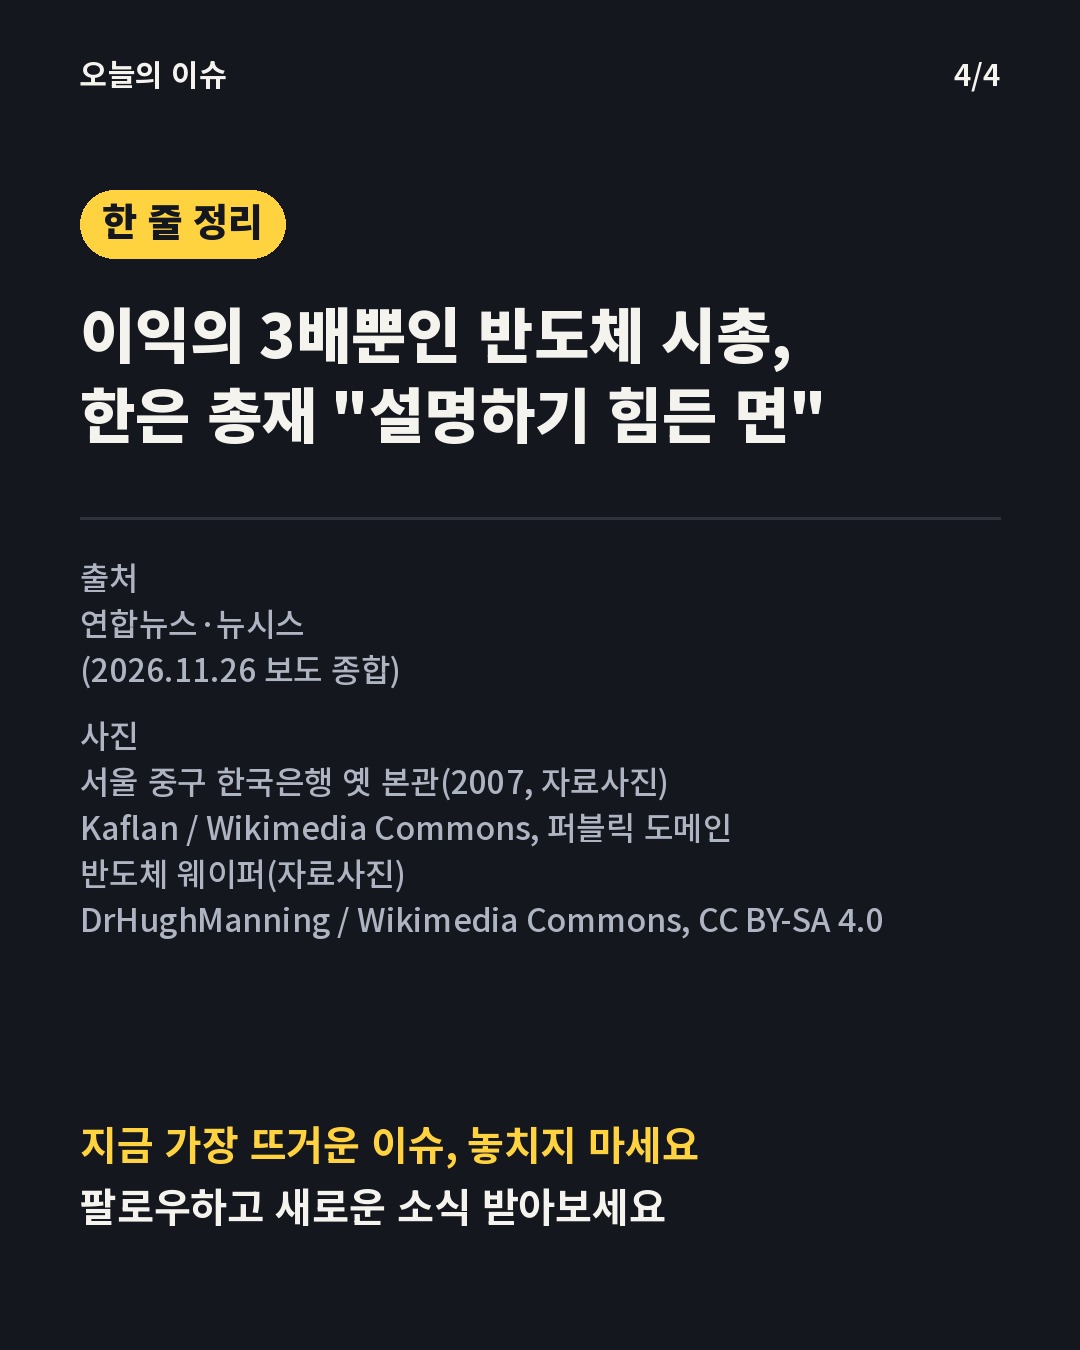 오늘의 이슈
4/4
한 줄 정리
이익의 3배뿐인 반도체 시총,
한은 총재 "설명하기 힘든 면"
출처
연합뉴스·뉴시스
(2026.11.26 보도 종합)
사진
서울 중구 한국은행 옛 본관(2007, 자료사진)
Kaflan / Wikimedia Commons, 퍼블릭 도메인
반도체 웨이퍼(자료사진)
DrHughManning / Wikimedia Commons, CC BY-SA 4.0
지금 가장 뜨거운 이슈, 놓치지 마세요
팔로우하고 새로운 소식 받아보세요